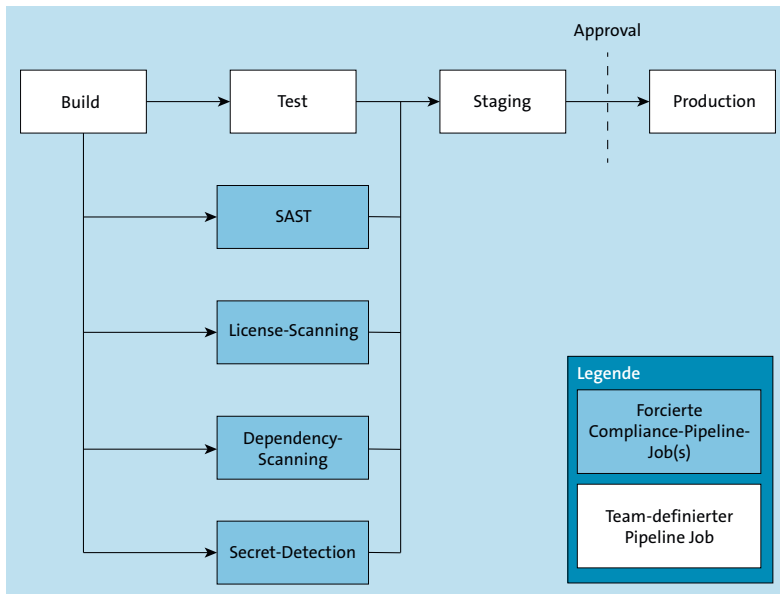 Approval
Build
Test
Staging
Production
SAST
License-Scanning
Dependency-
Scanning
Secret-Detection
Legende
Forcierte
Compliance-Pipeline-
Job(s)
Team-definierter
Pipeline Job